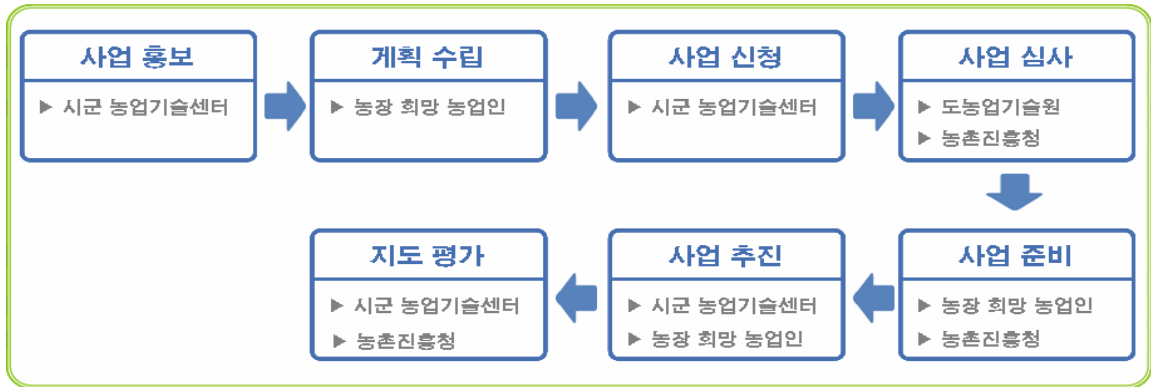 사업 홍보
▶ 시군 농업기술센터
계획 수립
▶ 농장 희망 농업인
사업 신청
▶ 시군 농업기술센터
사업 심사
▶ 도농업기술원
▶ 농촌진흥청
사업 준비
▶ 농장 희망 농업인
▶ 농촌진흥청
사업 추진
▶ 시군 농업기술센터
▶ 농장 희망 농업인
지도 평가
▶ 시군 농업기술센터
▶ 농촌진흥청